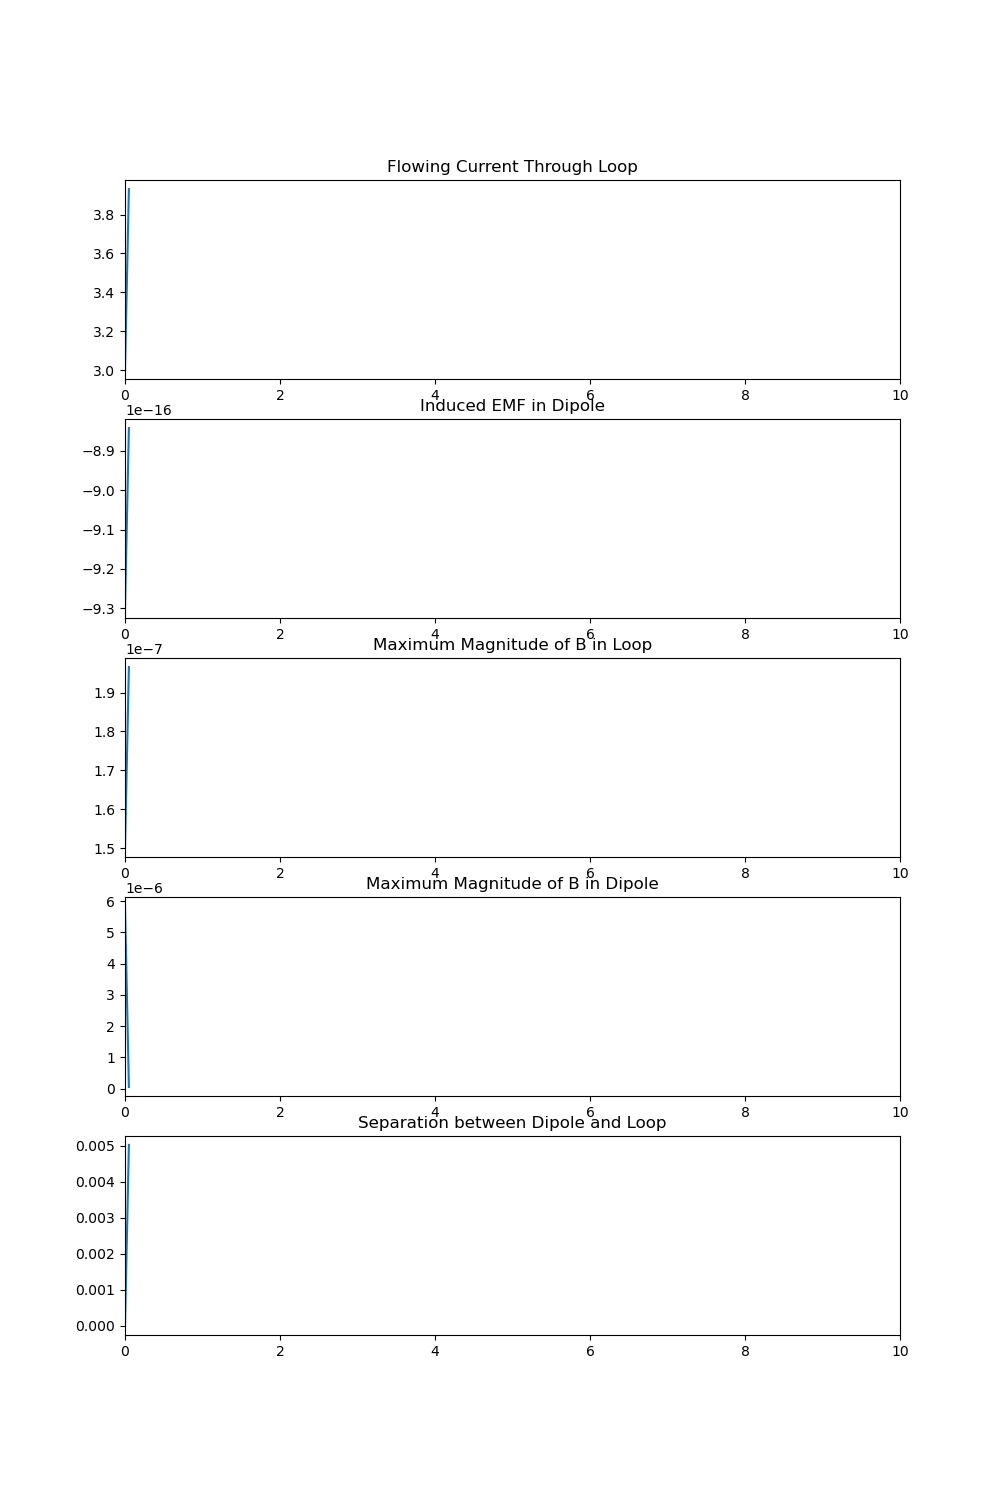 Flowing Current Through Loop
3.8
3.6
3.4
3.2
3.0
0 2 4 6 8 10
Induced EMF in Dipole
1e−16
−8.9
−9.0
−9.1
−9.2
−9.3
0 2 4 6 8 10
Maximum Magnitude of B in Loop
1e−7
1.9
1.8
1.7
1.6
1.5
0 2 4 6 8 10
Maximum Magnitude of B in Dipole
1e−6
6
5
4
3
2
1
0
0 2 4 6 8 10
Separation between Dipole and Loop
0.005
0.004
0.003
0.002
0.001
0.000
0 2 4 6 8 10